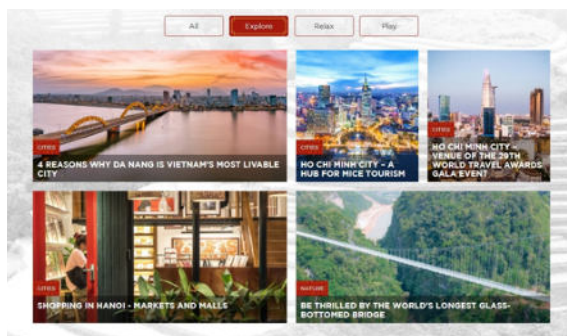 All
Explore
Relax
Play
CITIES
4 REASONS WHY DA NANG IS VIETNAM'S MOST LIVABLE
CITY
CITIES
HO CHI MINH CITY – A
HUB FOR MICE TOURISM
CITIES
HO CHI MINH CITY –
VENUE OF THE 29TH
WORLD TRAVEL AWARDS
GALA EVENT
CITIES
SHOPPING IN HANOI - MARKETS AND MALLS
NATURE
BE THRILLED BY THE WORLD'S LONGEST GLASS-
BOTTOMED BRIDGE